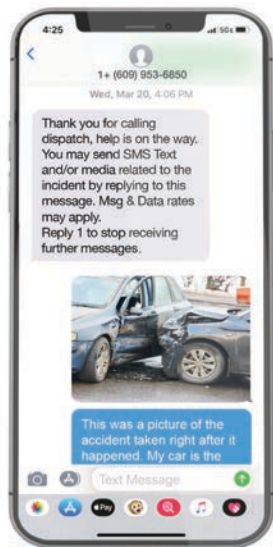 4:25
5G
1+ (609) 953-6850
Wed, Mar 20, 4:06 PM
Thank you for calling
dispatch, help is on the way.
You may send SMS Text
and/or media related to the
incident by replying to this
message. Msg & Data rates
may apply.
Reply 1 to stop receiving
further messages.
This was a picture of the
accident taken right after it
happened. My car is the
Text Message
Pay